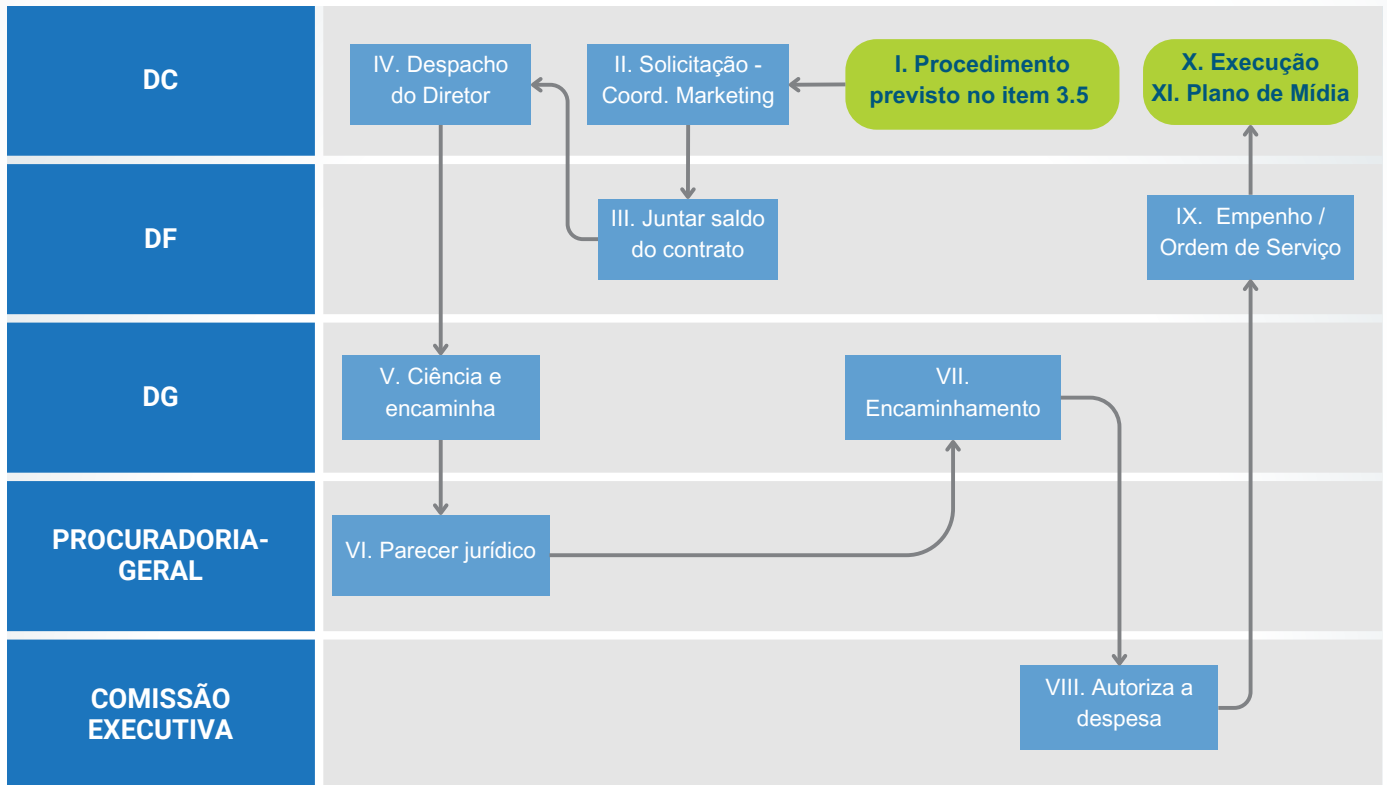 DC
IV. Despacho
do Diretor
II. Solicitação -
Coord. Marketing
I. Procedimento
previsto no item 3.5
X. Execução
XI. Plano de Mídia
DF
III. Juntar saldo
do contrato
IX. Empenho /
Ordem de Serviço
DG
V. Ciência e
encaminha
VII.
Encaminhamento
PROCURADORIA-
GERAL
VI. Parecer jurídico
COMISSÃO
EXECUTIVA
VIII. Autoriza a
despesa